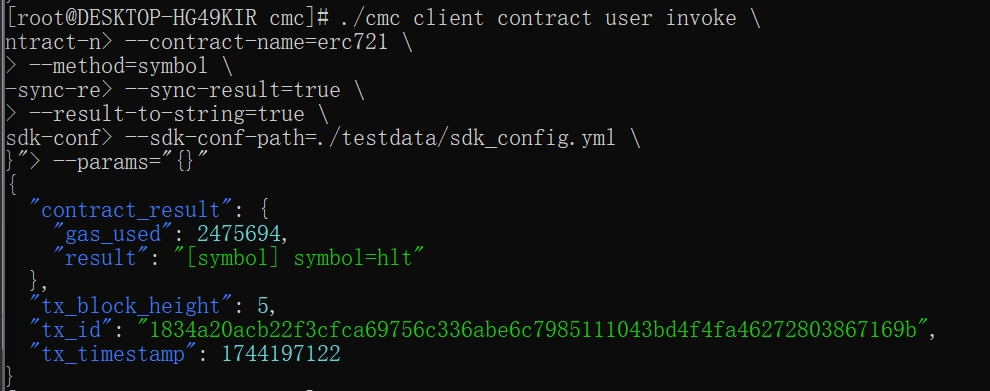 [root@DESKTOP-HG49KIR cmc]# ./cmc client contract user invoke \
ntract-n> --contract-name=erc721 \
> --method=symbol \
-sync-re> --sync-result=true \
> --result-to-string=true \
sdk-conf> --sdk-conf-path=./testdata/sdk_config.yml \
}"> --params="{}"
{
  "contract_result": {
    "gas_used": 2475694,
    "result": "[symbol] symbol=hlt"
  },
  "tx_block_height": 5,
  "tx_id": "1834a20acb22f3cfca69756c336abe6c7985111043bd4f4fa46272803867169b",
  "tx_timestamp": 1744197122
}